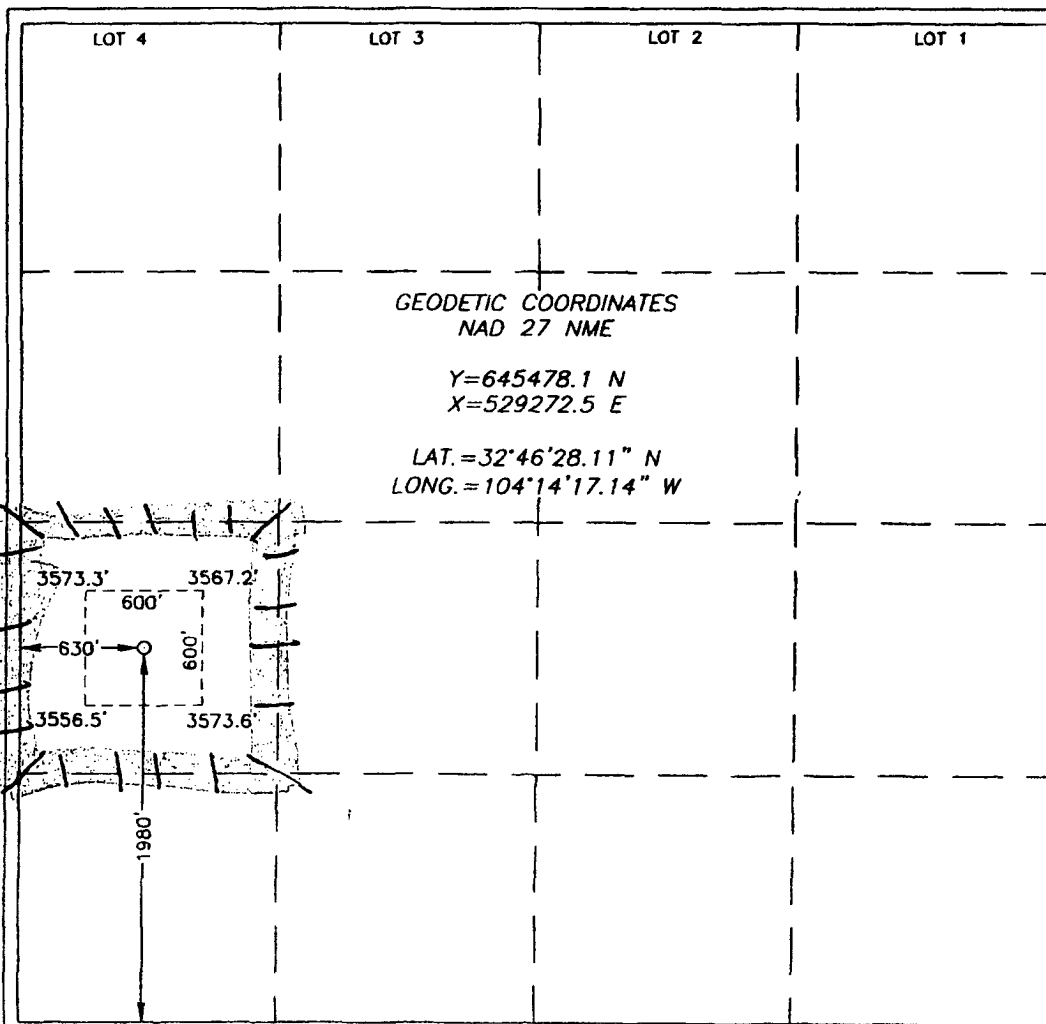 LOT 4 LOT 3 LOT 2 LOT 1
GEODETIC COORDINATES
NAD 27 NME
Y=645478.1 N
X=529272.5 E
LAT.=32°46'28.11" N
LONG.=104°14'17.14" W
3573.3' 3567.2'
600'
630'
600'
3556.5' 3573.6'
1980'